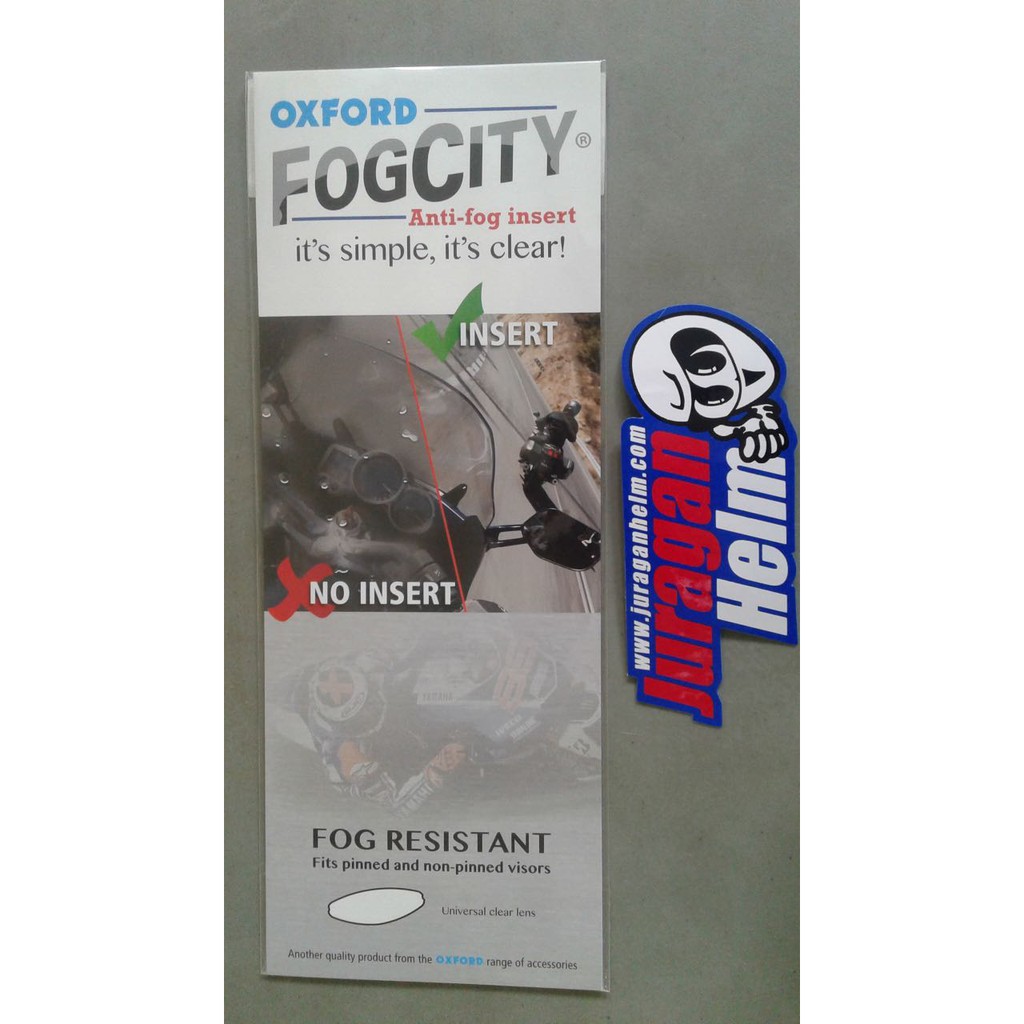 OXFORD
FOGCITY®
Anti-fog insert
it's simple, it's clear!
INSERT
NO INSERT
YAMAHA
FOG RESISTANT
Fits pinned and non-pinned visors
Universal clear lens
Another quality product from the OXFORD range of accessories
www.juraganhelm.com
Juragan
Helm